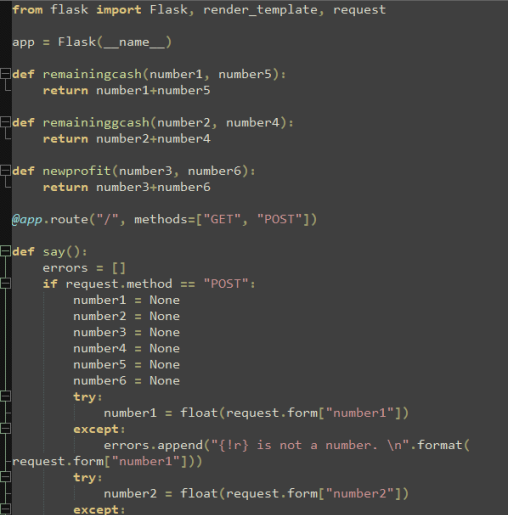 from flask import Flask, render_template, request
app = Flask(__name__)
def remainingcash(number1, number5):
    return number1+number5
def remaininggcash(number2, number4):
    return number2+number4
def newprofit(number3, number6):
    return number3+number6
@app.route("/", methods=["GET", "POST"])
def say():
    errors = []
    if request.method == "POST":
        number1 = None
        number2 = None
        number3 = None
        number4 = None
        number5 = None
        number6 = None
        try:
            number1 = float(request.form["number1"])
        except:
            errors.append("{!r} is not a number. \n".format(
request.form["number1"]))
        try:
            number2 = float(request.form["number2"])
        except: